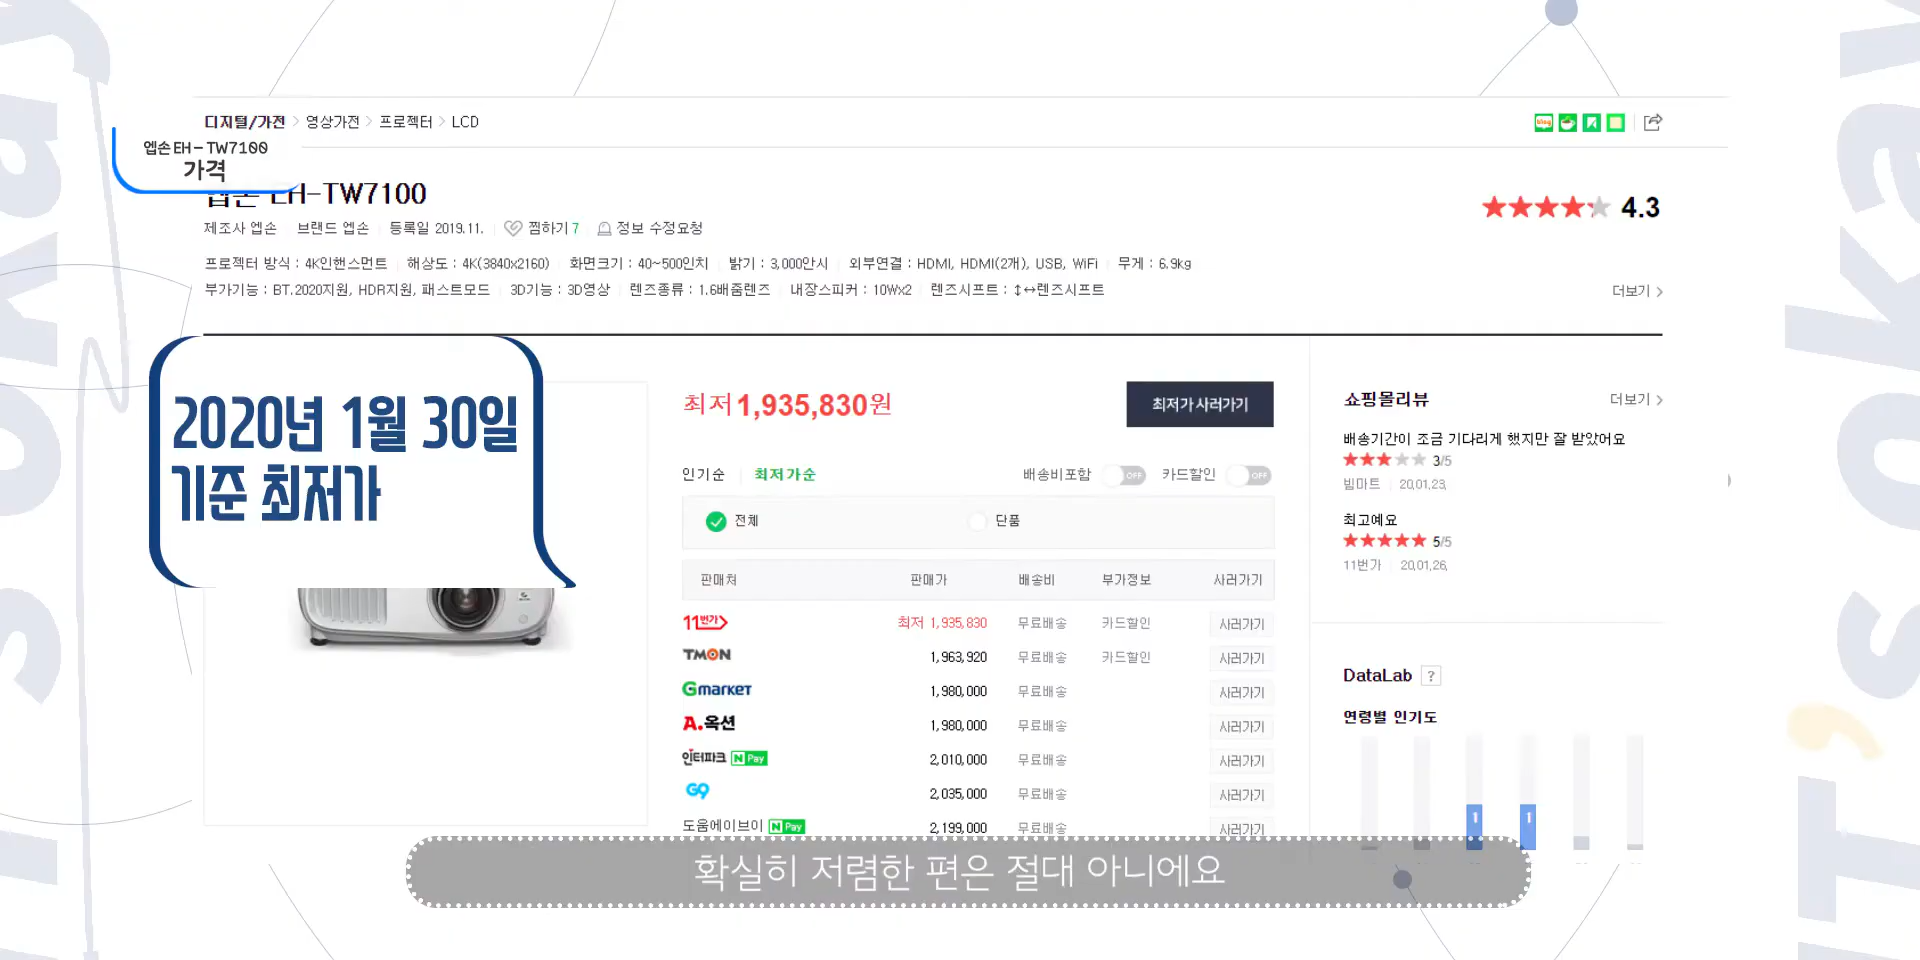 디지털/가전 > 영상가전 > 프로젝터 > LCD
엡손 EH-TW7100
가격
엡손 EH-TW7100
4.3
제조사 엡손 브랜드 엡손 등록일 2019.11. 찜하기 7 정보 수정요청
프로젝터 방식 : 4K인핸스먼트 해상도 : 4K(3840x2160) 화면크기 : 40~500인치 밝기 : 3,000안시 외부연결 : HDMI, HDMI(2개), USB, WiFi 무게 : 6.9kg
부가기능 : BT.2020지원, HDR지원, 패스트모드 3D기능 : 3D영상 렌즈종류 : 1.6배줌렌즈 내장스피커 : 10Wx2 렌즈시프트 : ↕↔렌즈시프트
더보기 >
2020년 1월 30일
기준 최저가
최저 1,935,830원
최저가 사러가기
인기순 최저가순 배송비포함 OFF 카드할인 OFF
전체 단품
판매처 판매가 배송비 부가정보 사러가기
11번가 최저 1,935,830 무료배송 카드할인 사러가기
TMON 1,963,920 무료배송 카드할인 사러가기
Gmarket 1,980,000 무료배송 사러가기
A.옥션 1,980,000 무료배송 사러가기
인터파크 N Pay 2,010,000 무료배송 사러가기
G9 2,035,000 무료배송 사러가기
도움에이브이 N Pay 2,199,000 무료배송 사러가기
쇼핑몰리뷰 더보기 >
배송기간이 조금 기다리게 했지만 잘 받았어요
3/5
빔마트 20.01.23.
최고예요
5/5
11번가 20.01.26.
DataLab ?
연령별 인기도
1 1
확실히 저렴한 편은 절대 아니에요